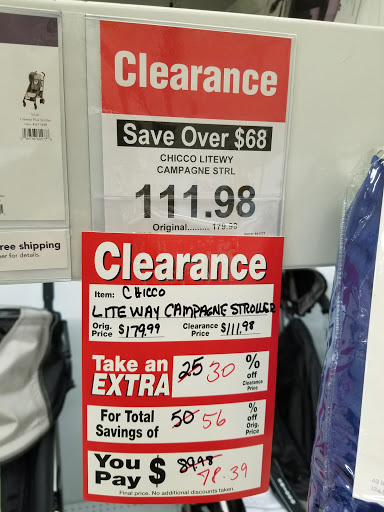 ree shipping
er for details.
Clearance
Save Over $68
CHICCO LITEWY
CAMPAGNE STRL
111.98
Original......... 179.99
Clearance
Item: CHICCO
LITE WAY CAMPAGNE STROLLER
Orig. Price $179.99 Clearance Price $111.98
Take an EXTRA 25 30 % off Clearance Price
For Total Savings of 50 56 % off Orig. Price
You Pay $ 89.98 78.39
Final price. No additional discounts taken.